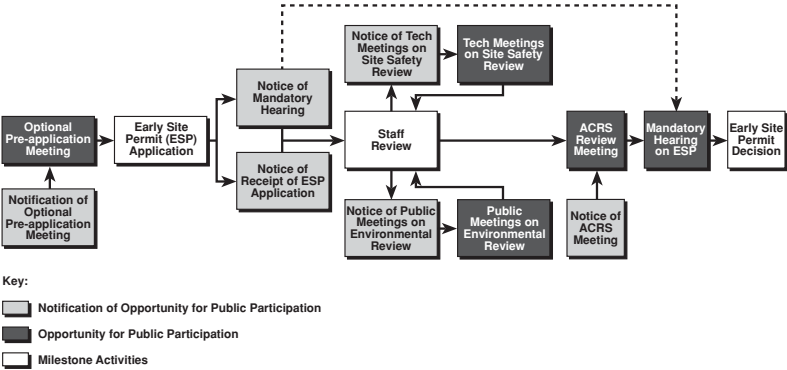 Optional
Pre-application
Meeting
Notification of
Optional
Pre-application
Meeting
Early Site
Permit (ESP)
Application
Notice of
Mandatory
Hearing
Notice of
Receipt of ESP
Application
Notice of Tech
Meetings on
Site Safety
Review
Tech Meetings
on Site Safety
Review
Staff
Review
Notice of Public
Meetings on
Environmental
Review
Public
Meetings on
Environmental
Review
ACRS
Review
Meeting
Notice of
ACRS
Meeting
Mandatory
Hearing
on ESP
Early Site
Permit
Decision
Key:
Notification of Opportunity for Public Participation
Opportunity for Public Participation
Milestone Activities